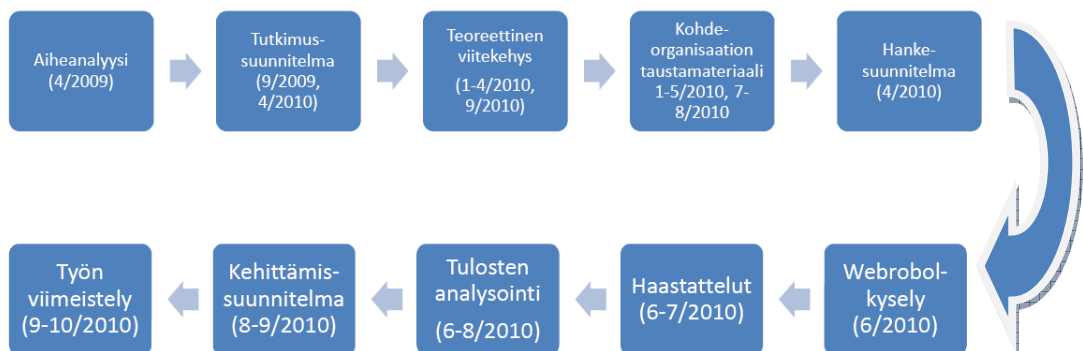 Aiheanalyysi
(4/2009)
Tutkimus-
suunnitelma
(9/2009,
4/2010)
Teoreettinen
viitekehys
(1-4/2010,
9/2010)
Kohde-
organisaation
taustamateriaali
1-5/2010, 7-
8/2010
Hanke-
suunnitelma
(4/2010)
Webrobol-
kysely
(6/2010)
Haastattelut
(6-7/2010)
Tulosten
analysointi
(6-8/2010)
Kehittämis-
suunnitelma
(8-9/2010)
Työn
viimeistely
(9-10/2010)